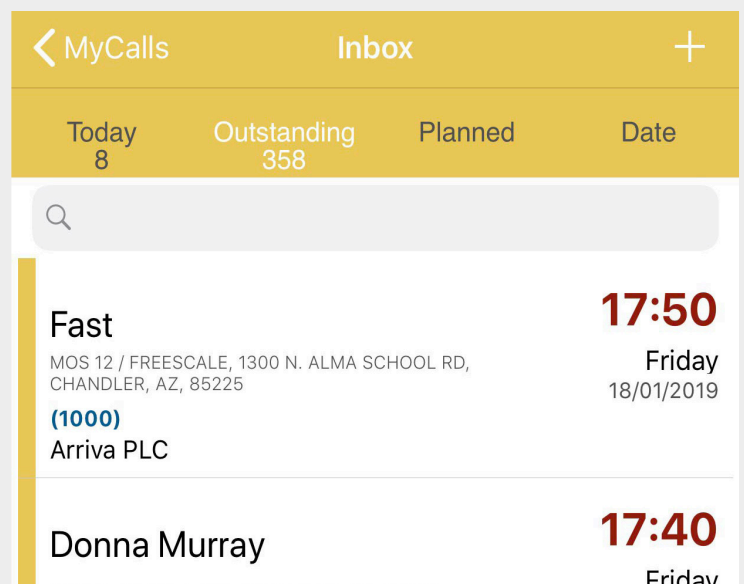 MyCalls
Inbox
Today
8
Outstanding
358
Planned
Date
Fast
17:50
MOS 12 / FREESCALE, 1300 N. ALMA SCHOOL RD,
CHANDLER, AZ, 85225
Friday
18/01/2019
(1000)
Arriva PLC
Donna Murray
17:40
Friday